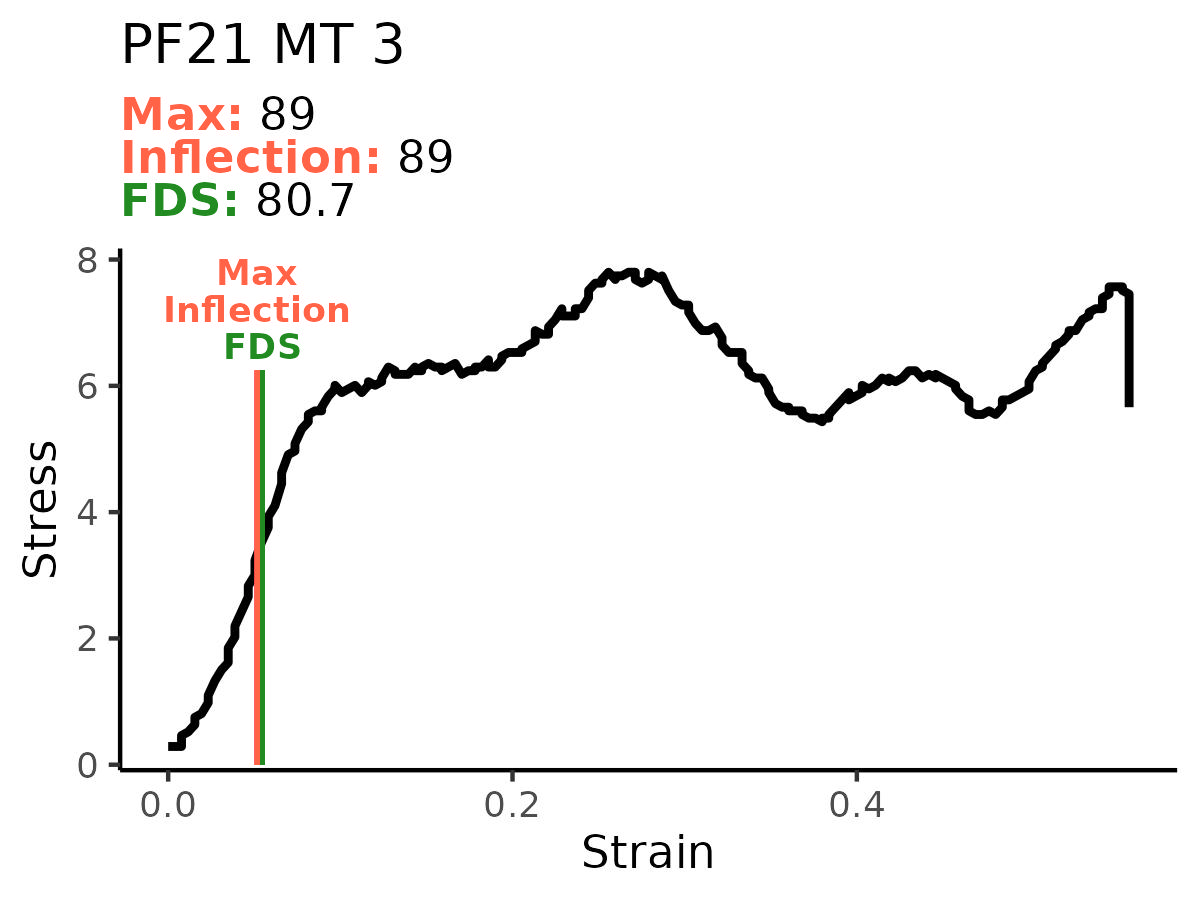 PF21 MT 3
Max: 89
Inflection: 89
FDS: 80.7
Max
Inflection
FDS
8
6
4
2
0
Stress
0.0 0.2 0.4
Strain